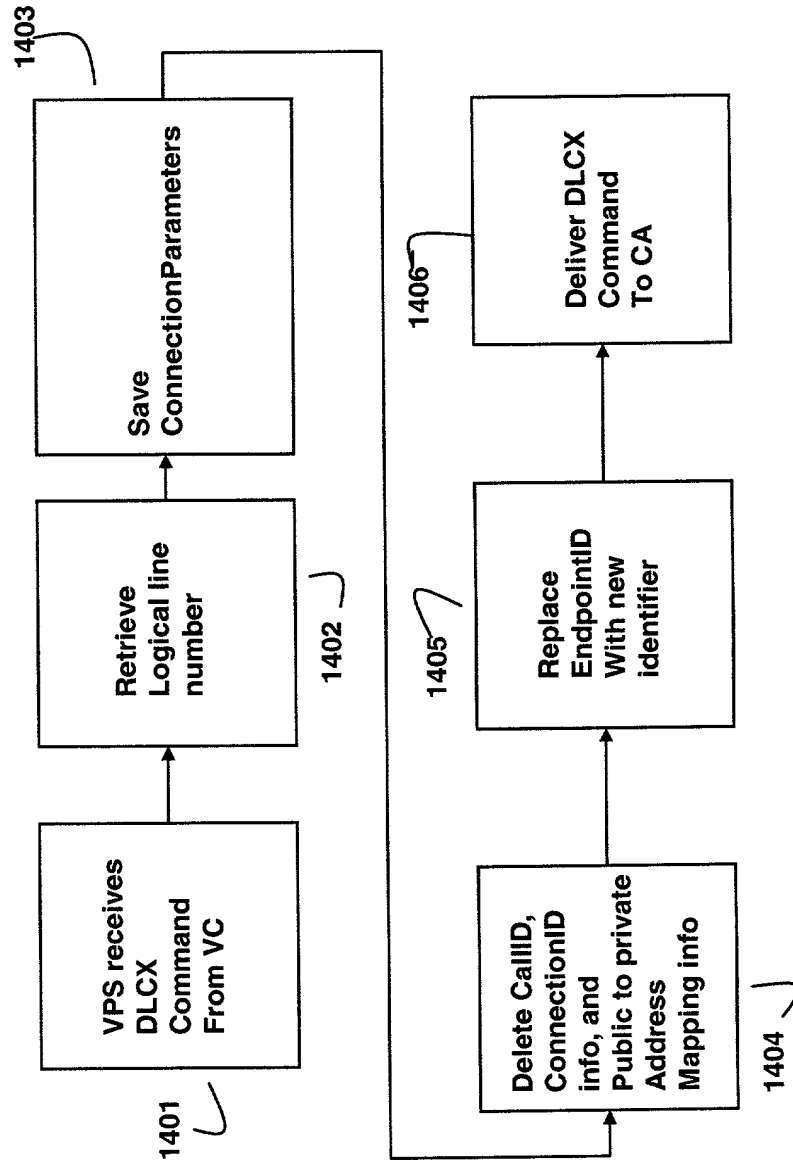 1401
VPS receives
DLCX
Command
From VC
1402
Retrieve
Logical line
number
1403
Save
ConnectionParameters
1404
Delete CallID,
ConnectionID
info, and
Public to private
Address
Mapping info
1405
Replace
EndpointID
With new
identifier
1406
Deliver DLCX
Command
To CA